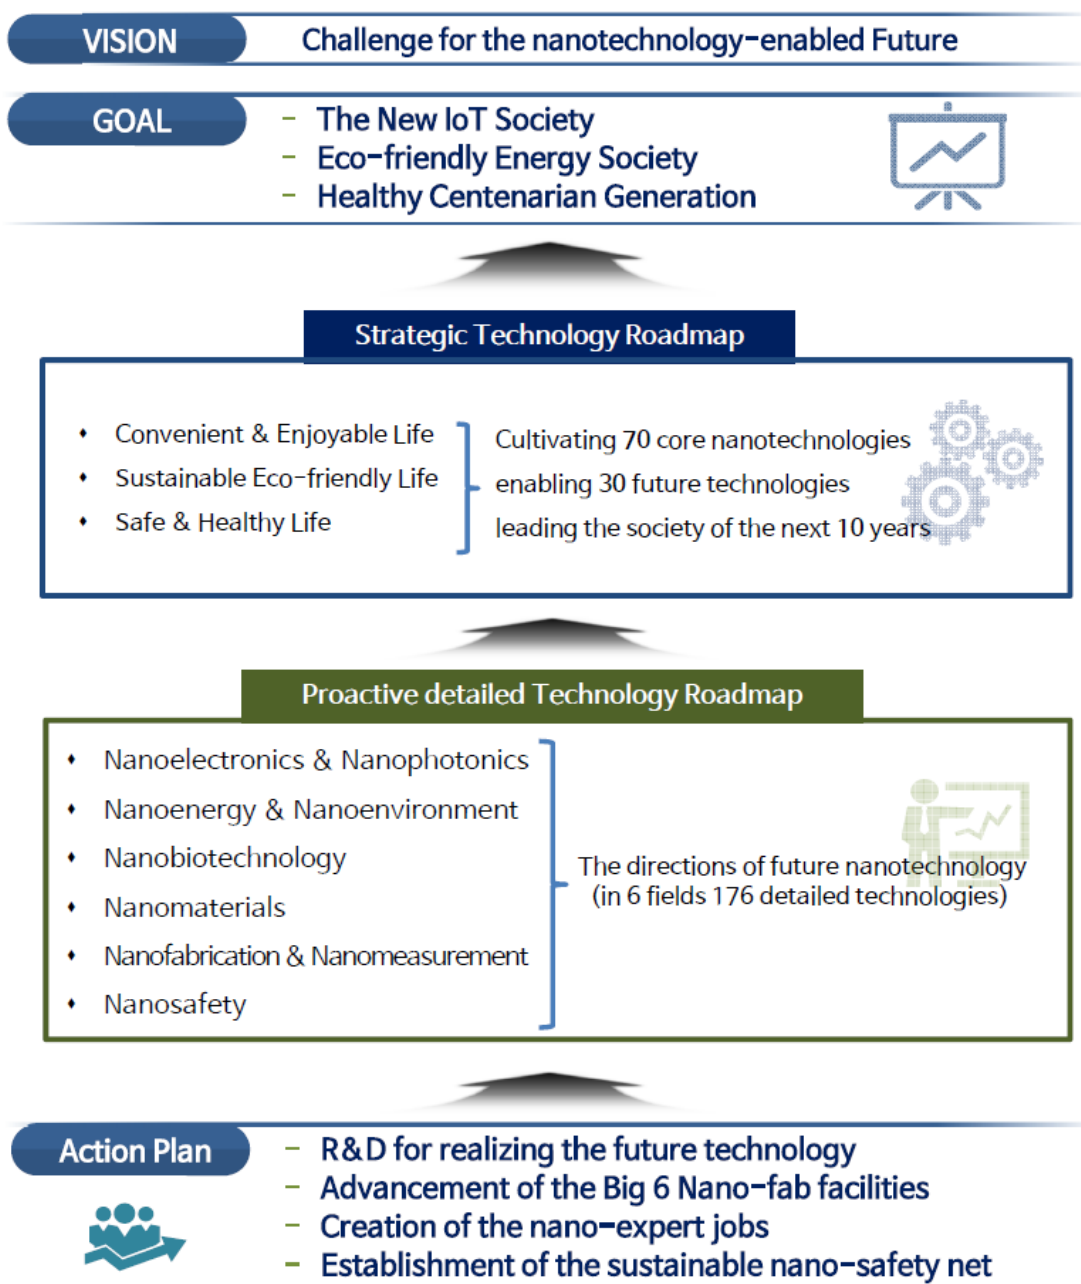 VISION
Challenge for the nanotechnology-enabled Future
GOAL
- The New IoT Society
- Eco-friendly Energy Society
- Healthy Centenarian Generation
Strategic Technology Roadmap
♦ Convenient & Enjoyable Life
♦ Sustainable Eco-friendly Life
♦ Safe & Healthy Life
Cultivating 70 core nanotechnologies
enabling 30 future technologies
leading the society of the next 10 years
Proactive detailed Technology Roadmap
♦ Nanoelectronics & Nanophotonics
♦ Nanoenergy & Nanoenvironment
♦ Nanobiotechnology
♦ Nanomaterials
♦ Nanofabrication & Nanomeasurement
♦ Nanosafety
The directions of future nanotechnology
(in 6 fields 176 detailed technologies)
Action Plan
- R&D for realizing the future technology
- Advancement of the Big 6 Nano-fab facilities
- Creation of the nano-expert jobs
- Establishment of the sustainable nano-safety net